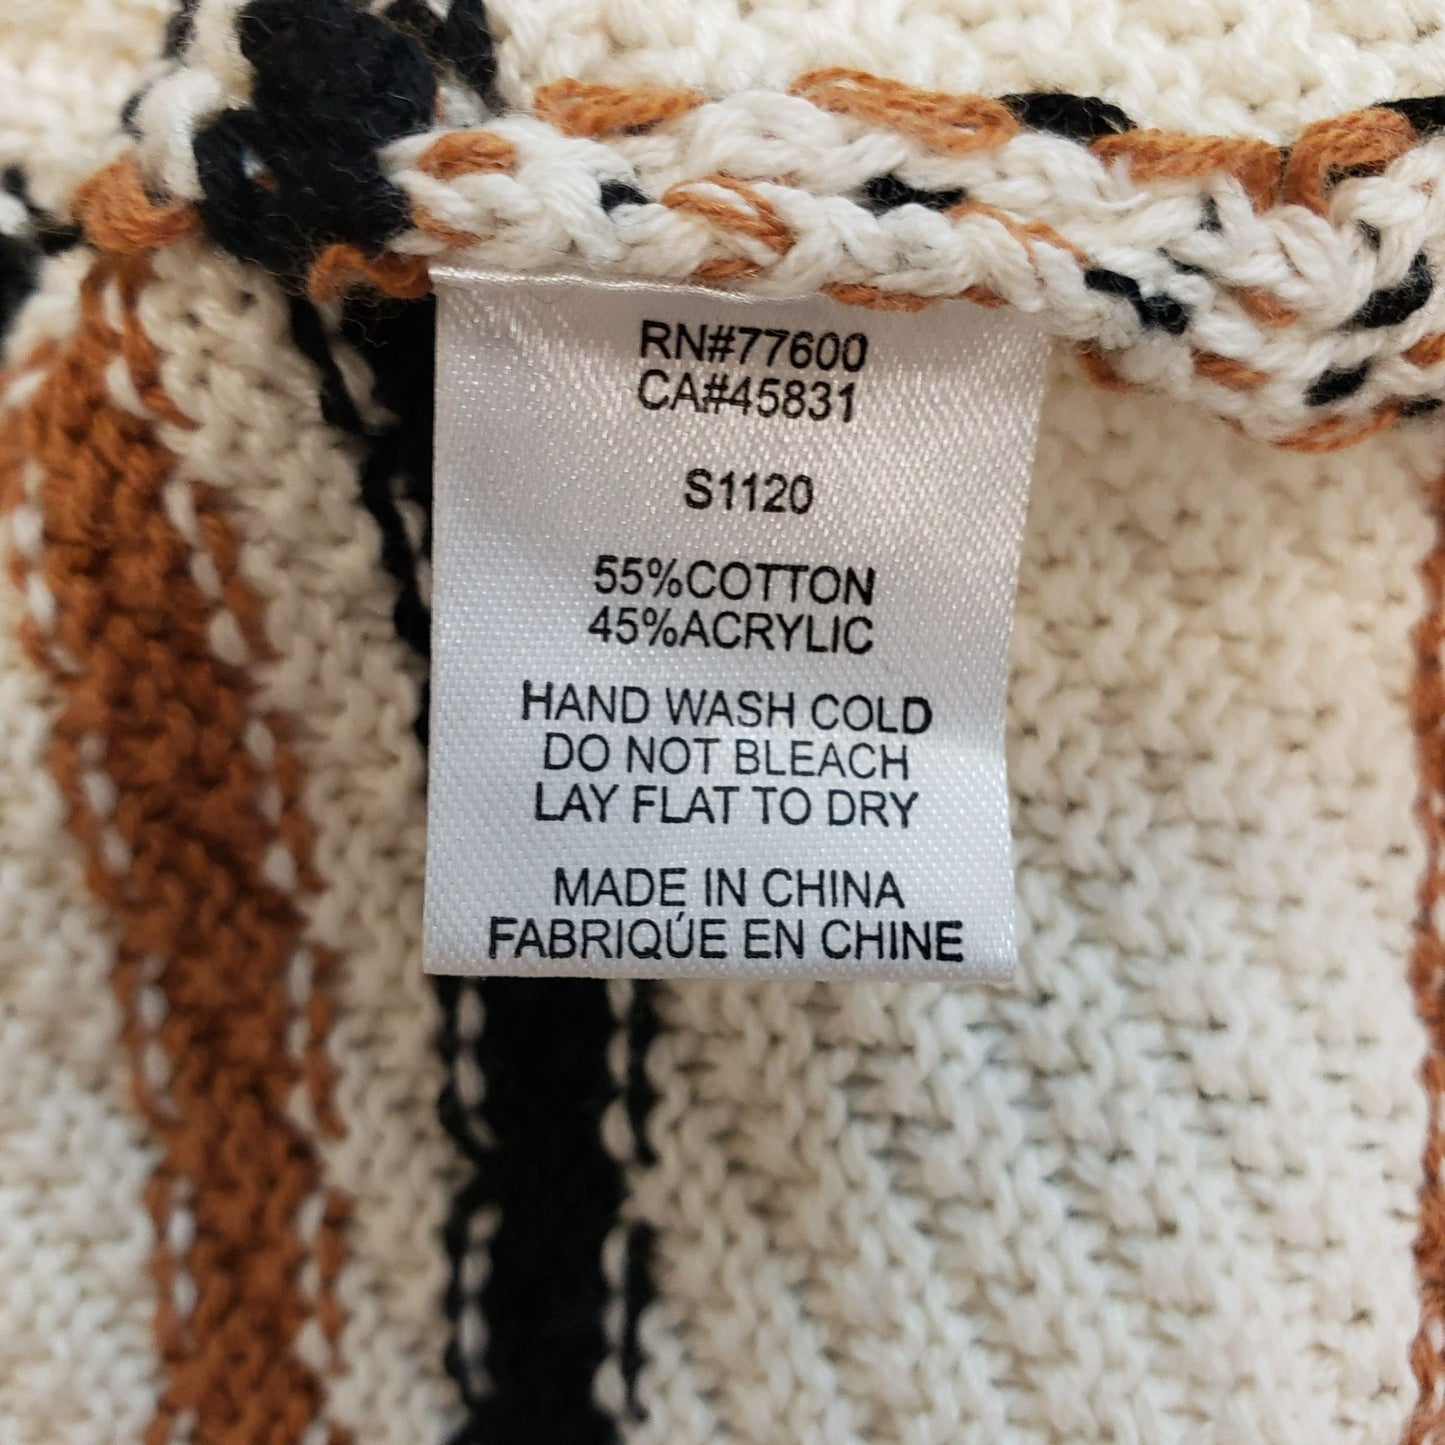 RN#77600
CA#45831
S1120
55%COTTON
45%ACRYLIC
HAND WASH COLD
DO NOT BLEACH
LAY FLAT TO DRY
MADE IN CHINA
FABRIQÚE EN CHINE